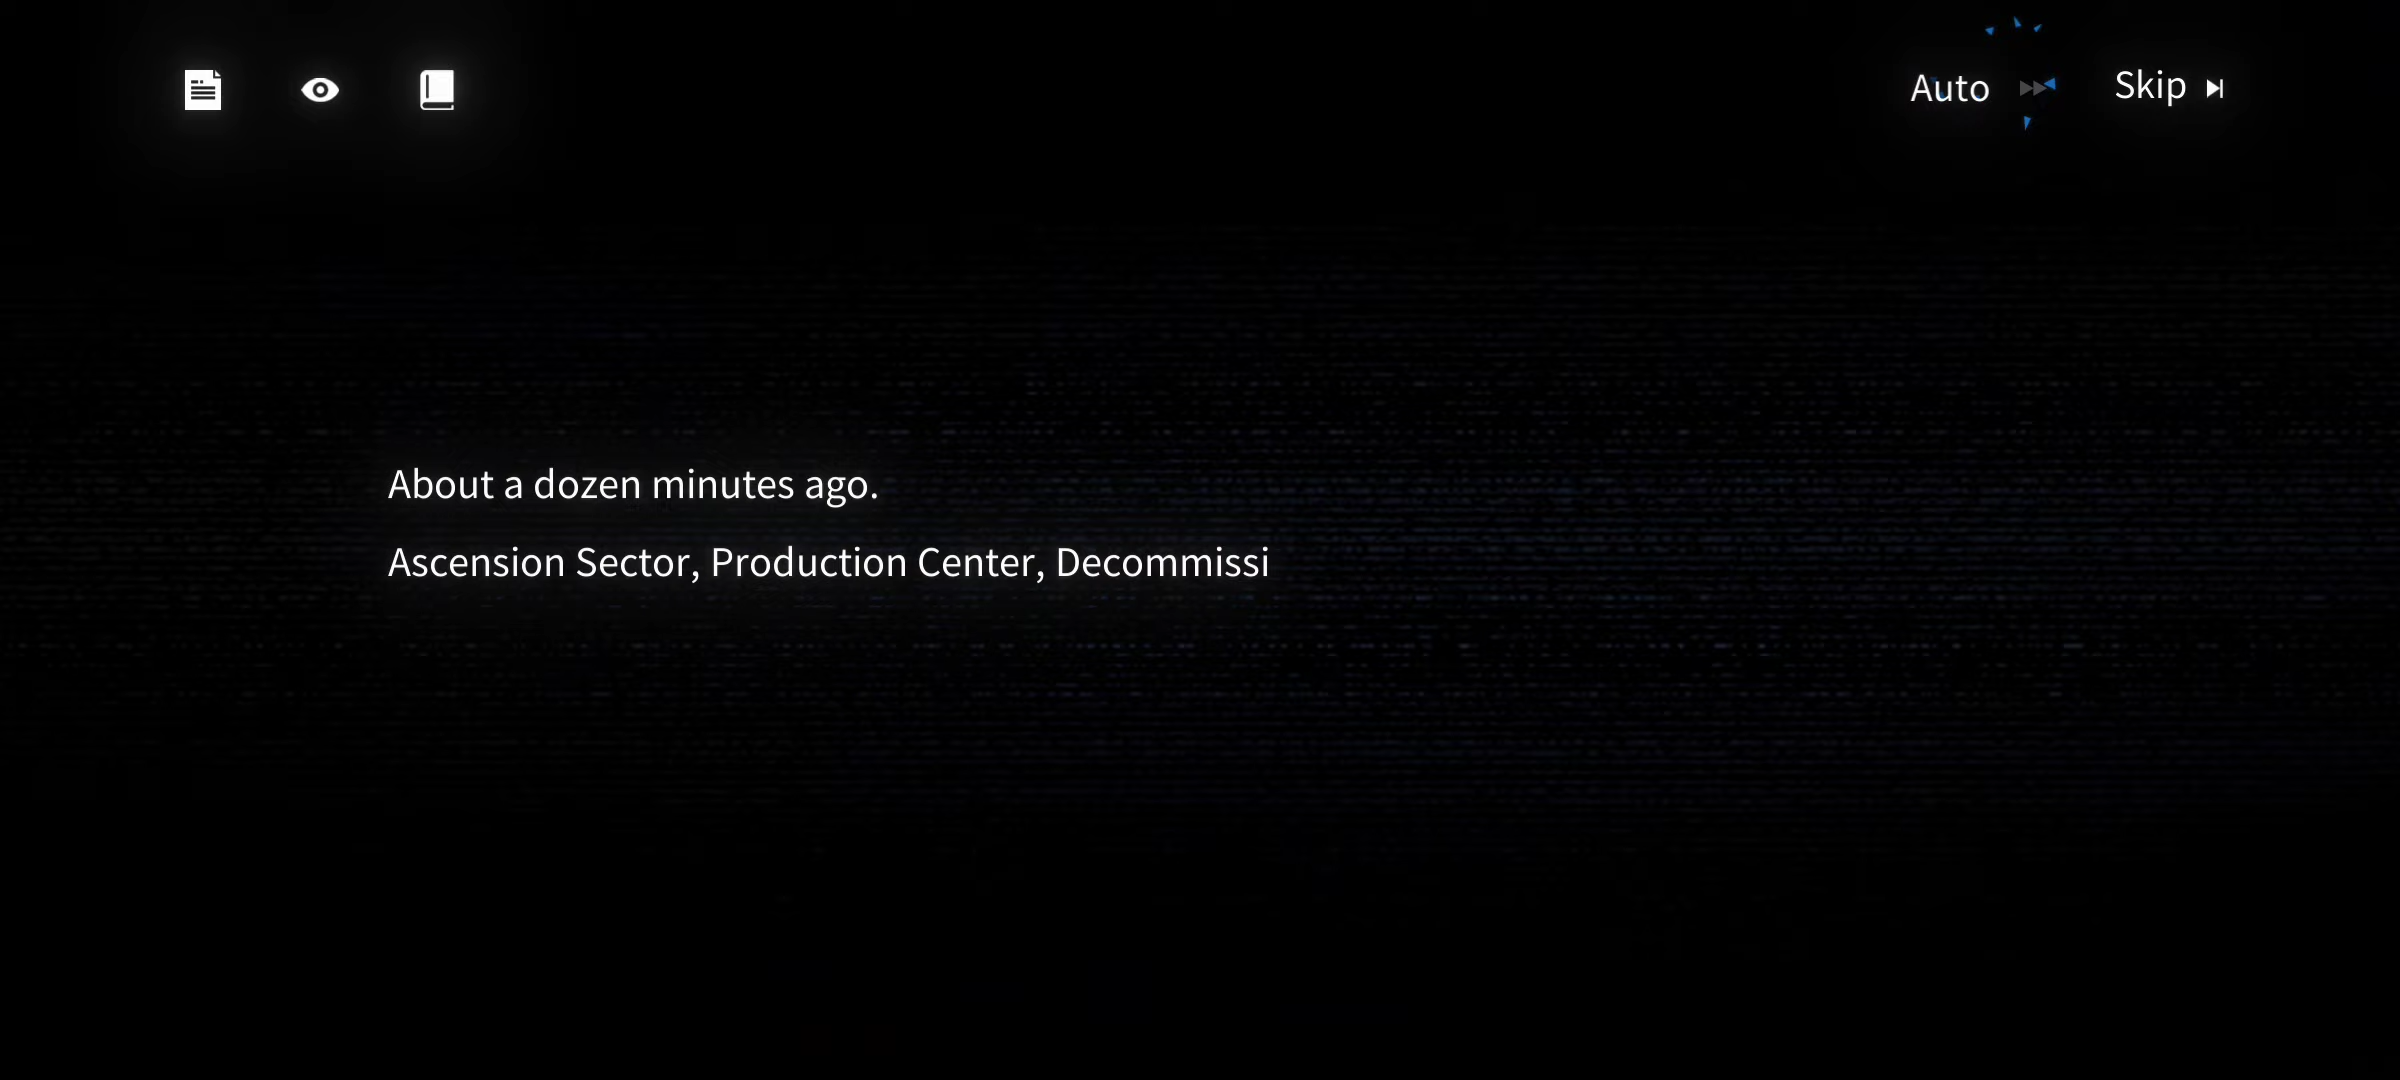 Auto
Skip
About a dozen minutes ago.
Ascension Sector, Production Center, Decommissi